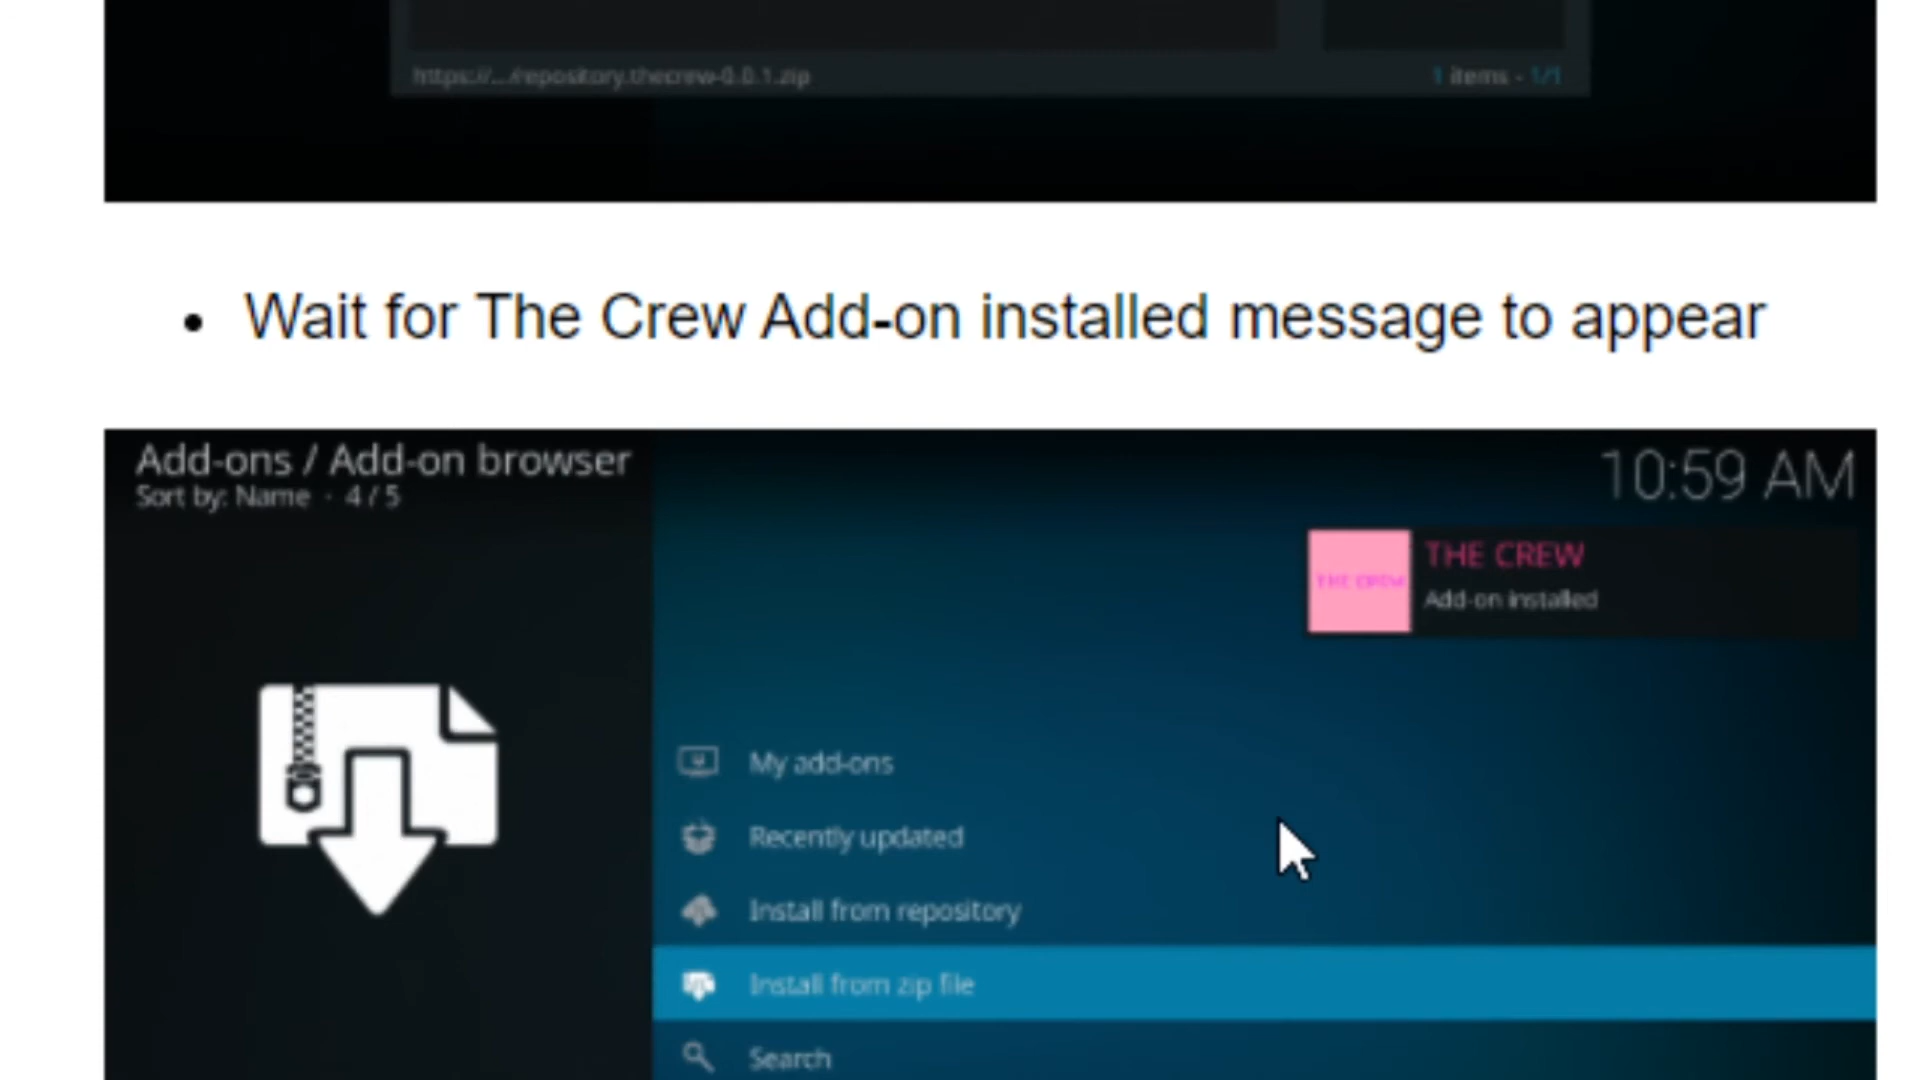 https://.../repository.thecrew-0.0.1.zip
1 items - 1/1
• Wait for The Crew Add-on installed message to appear
Add-ons / Add-on browser
Sort by: Name · 4 / 5
10:59 AM
THE CREW
THE CREW
Add-on installed
My add-ons
Recently updated
Install from repository
Install from zip file
Search